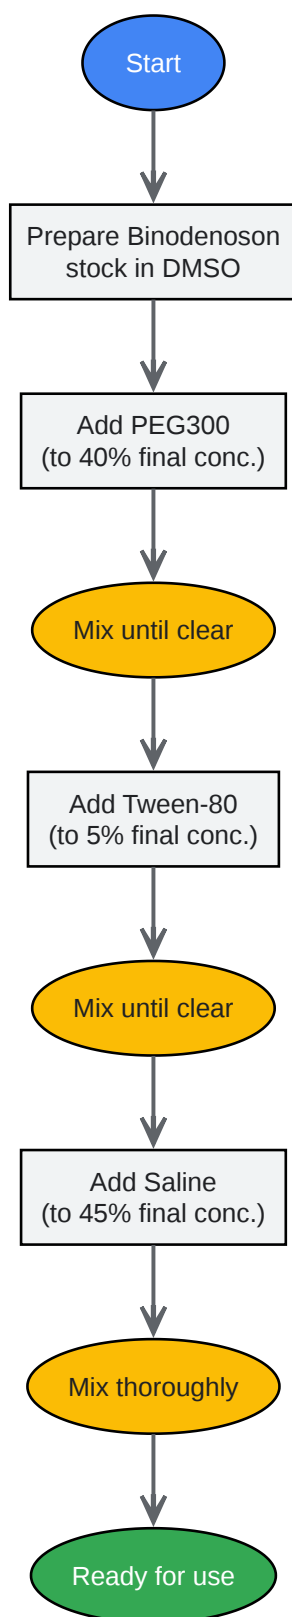 Start
Prepare Binodenoson
stock in DMSO
Add PEG300
(to 40% final conc.)
Mix until clear
Add Tween-80
(to 5% final conc.)
Mix until clear
Add Saline
(to 45% final conc.)
Mix thoroughly
Ready for use